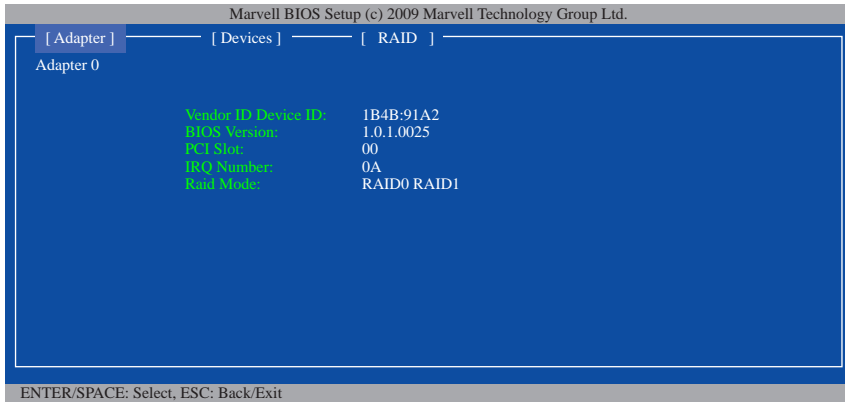 Marvell BIOS Setup (c) 2009 Marvell Technology Group Ltd.
[ Adapter ] [ Devices ] [ RAID ]
Adapter 0
Vendor ID Device ID: 1B4B:91A2
BIOS Version: 1.0.1.0025
PCI Slot: 00
IRQ Number: 0A
Raid Mode: RAID0 RAID1
ENTER/SPACE: Select, ESC: Back/Exit